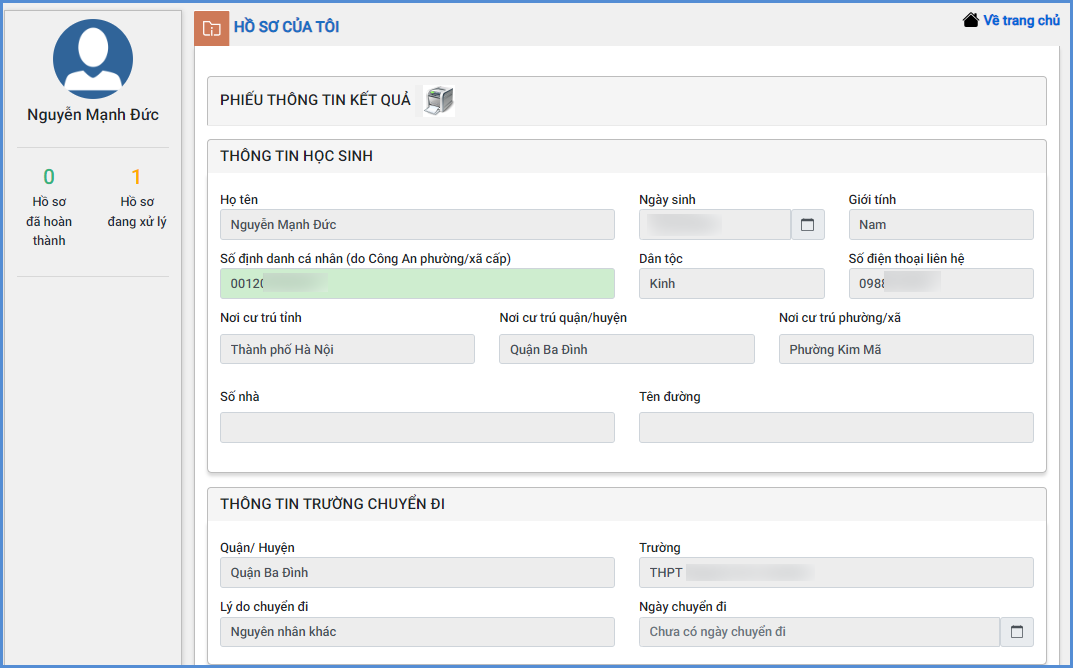 HỒ SƠ CỦA TÔI
Về trang chủ
Nguyễn Mạnh Đức
0
Hồ sơ
đã hoàn
thành
1
Hồ sơ
đang xử lý
PHIẾU THÔNG TIN KẾT QUẢ
THÔNG TIN HỌC SINH
Họ tên
Nguyễn Mạnh Đức
Ngày sinh
Giới tính
Nam
Số định danh cá nhân (do Công An phường/xã cấp)
00120
Dân tộc
Kinh
Số điện thoại liên hệ
098
Nơi cư trú tỉnh
Thành phố Hà Nội
Nơi cư trú quận/huyện
Quận Ba Đình
Nơi cư trú phường/xã
Phường Kim Mã
Số nhà
Tên đường
THÔNG TIN TRƯỜNG CHUYỂN ĐI
Quận/ Huyện
Quận Ba Đình
Trường
THPT
Lý do chuyển đi
Nguyên nhân khác
Ngày chuyển đi
Chưa có ngày chuyển đi